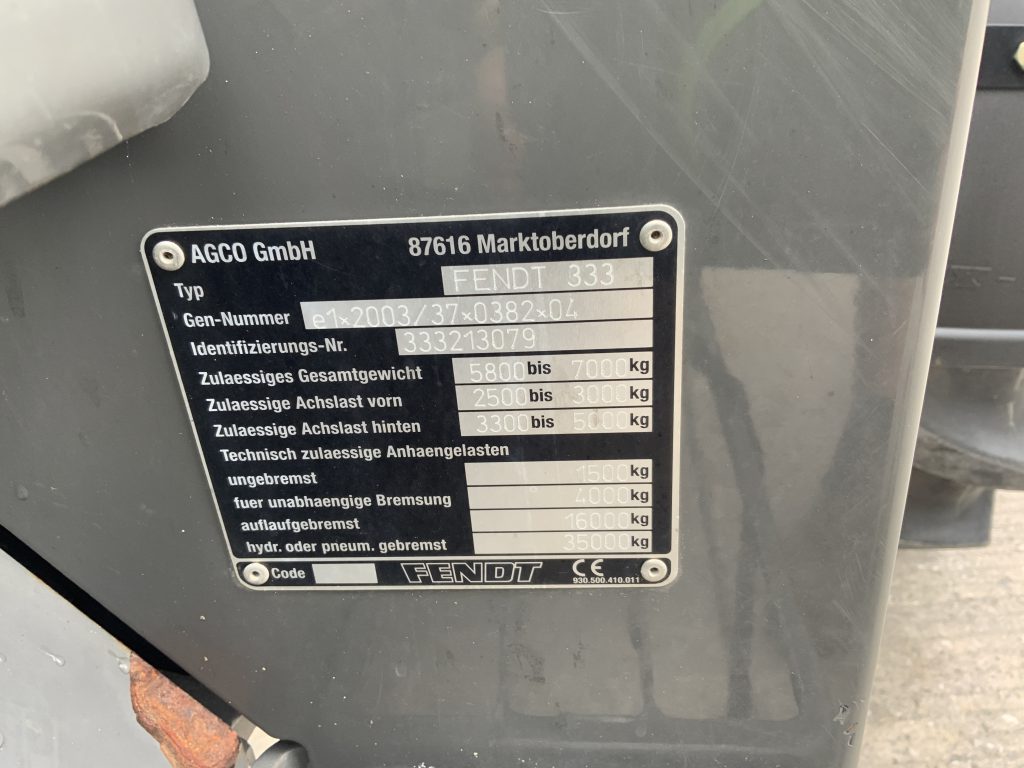 AGCO GmbH 87616 Marktoberdorf
Typ FENDT 333
Gen-Nummer e1*2003/37*0382*04
Identifizierungs-Nr. 333213079
Zulaessiges Gesamtgewicht 5800 bis 7000 kg
Zulaessige Achslast vorn 2500 bis 3000 kg
Zulaessige Achslast hinten 3300 bis 5000 kg
Technisch zulaessige Anhaengelasten
ungebremst 1500 kg
fuer unabhaengige Bremsung 4000 kg
auflaufgebremst 16000 kg
hydr. oder pneum. gebremst 35000 kg
Code FENDT CE
930.500.410.011